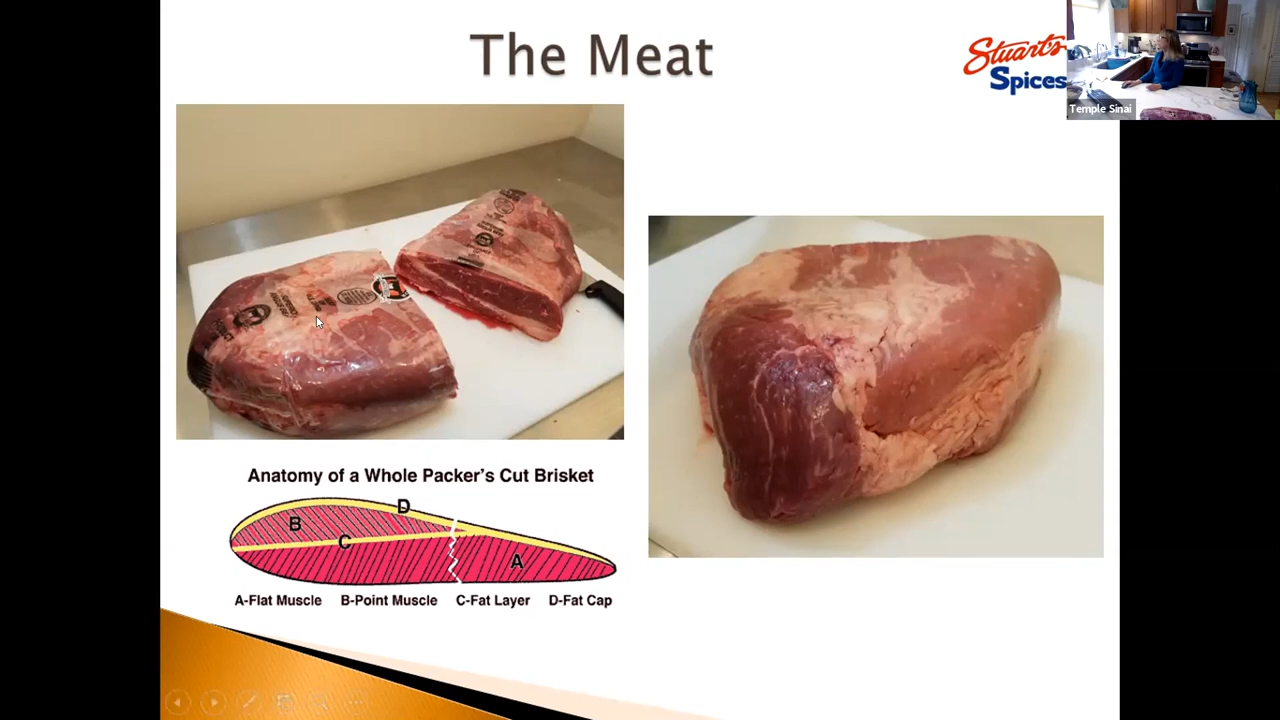 The Meat
Stuart's
Spices
Temple Sinai
Anatomy of a Whole Packer's Cut Brisket
D
B
C
A
A-Flat Muscle B-Point Muscle C-Fat Layer D-Fat Cap